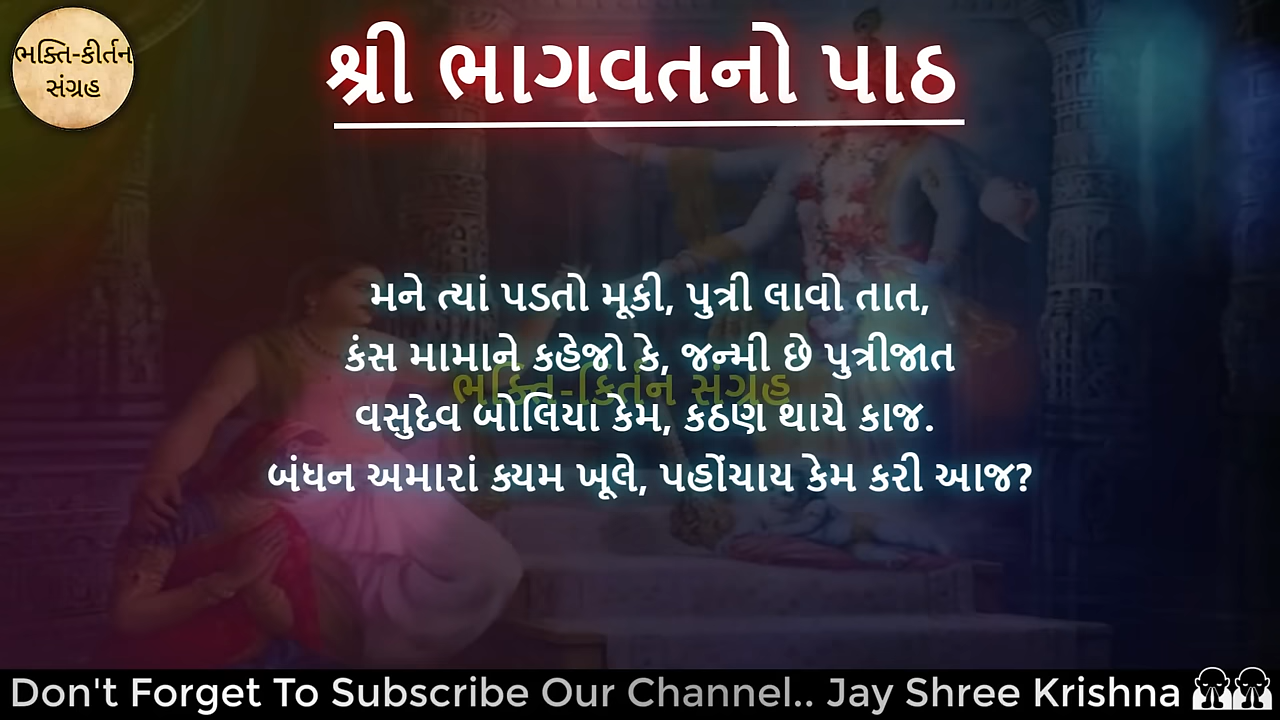 ભક્તિ-કીર્તન
સંગ્રહ
શ્રી ભાગવતનો પાઠ
મને ત્યાં પડતો મૂકી, પુત્રી લાવો તાત,
કંસ મામાને કહેજો કે, જન્મી છે પુત્રીજાત
ભક્તિ-કિર્તન સંગ્રહ
વસુદેવ બોલિયા કેમ, કઠણ થાયે કાજ.
બંધન અમારાં ક્યમ ખૂલે, પહોંચાય કેમ કરી આજ?
Don't Forget To Subscribe Our Channel.. Jay Shree Krishna